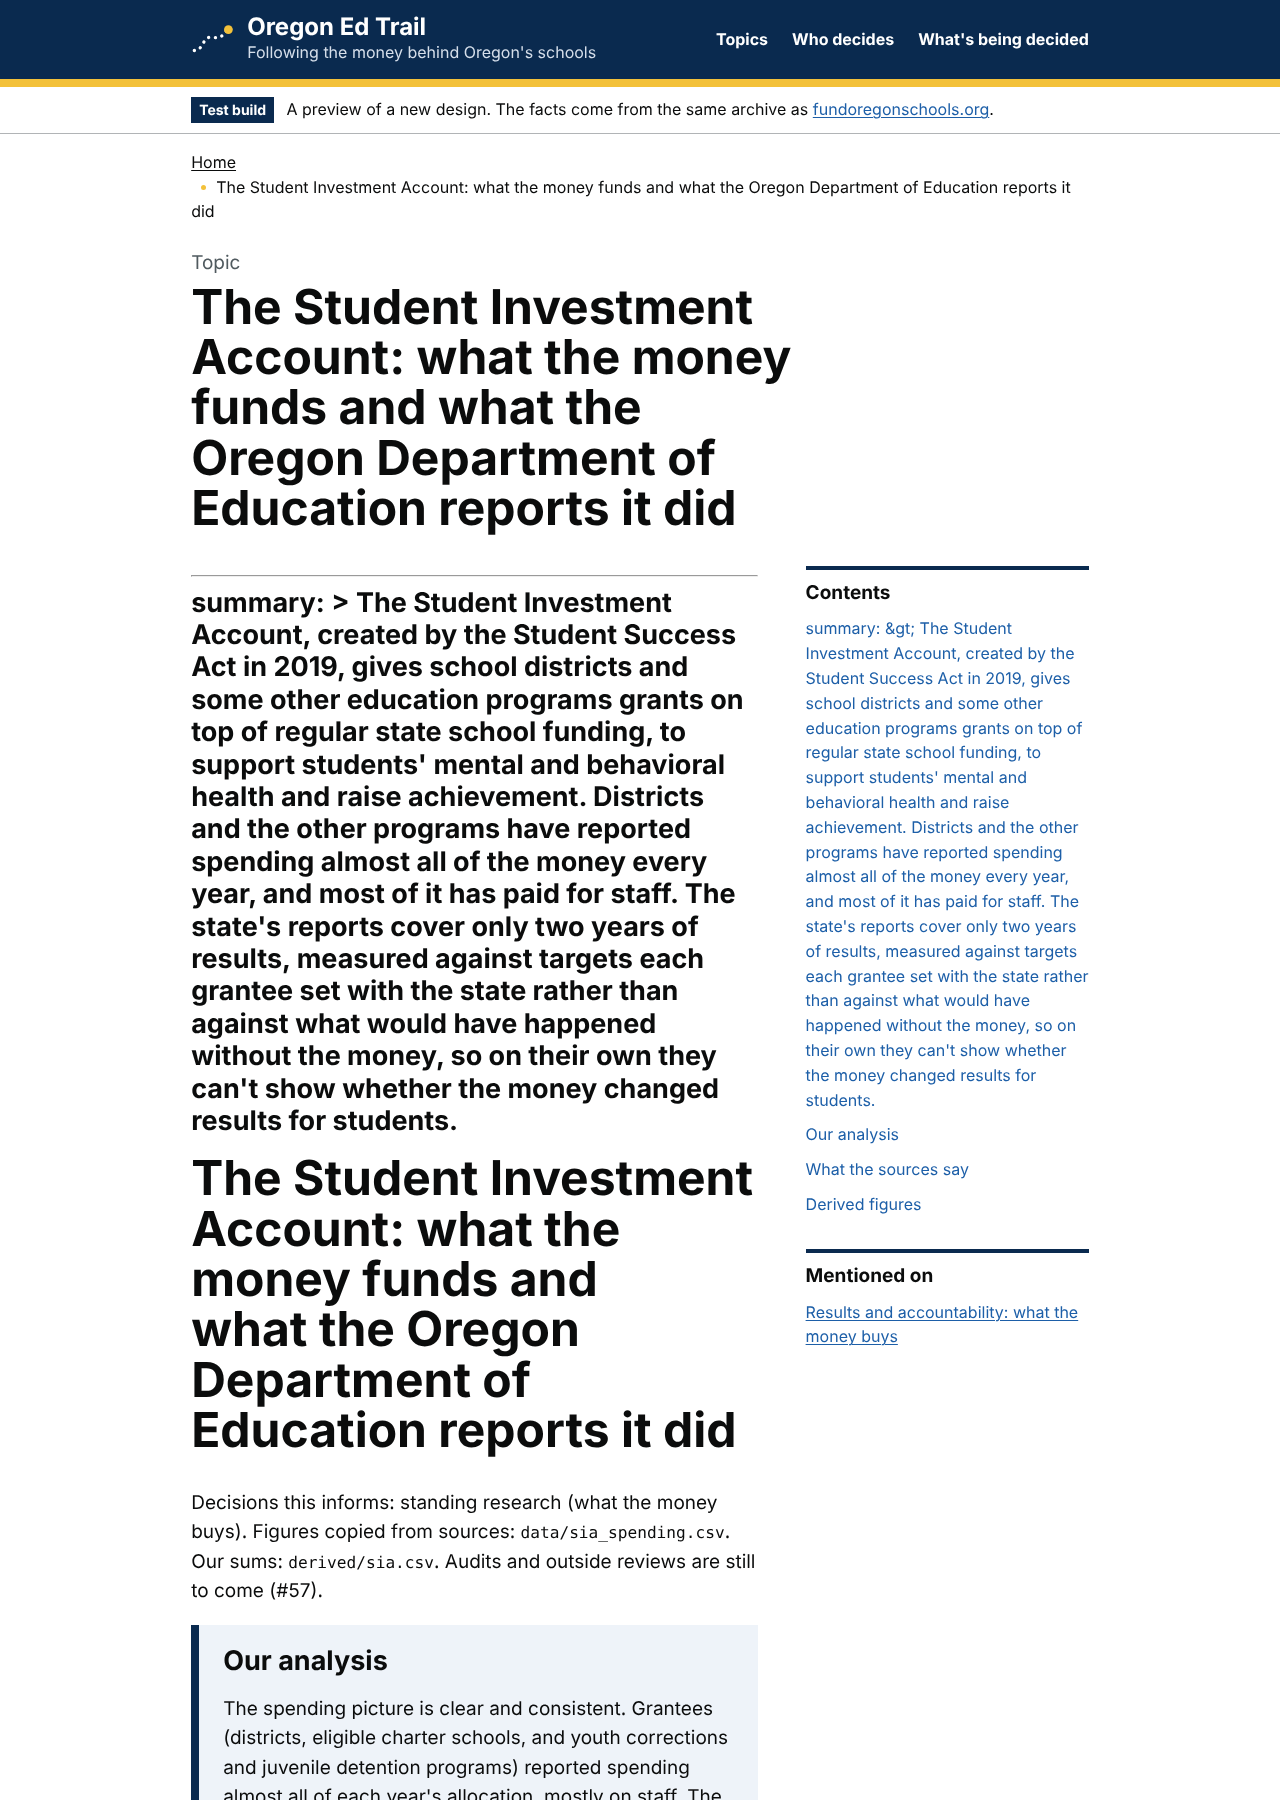 Oregon Ed Trail
Following the money behind Oregon's schools
Topics Who decides What's being decided
Test build A preview of a new design. The facts come from the same archive as fundoregonschools.org.
Home
• The Student Investment Account: what the money funds and what the Oregon Department of Education reports it
did
Topic
The Student Investment
Account: what the money
funds and what the
Oregon Department of
Education reports it did
summary: > The Student Investment
Account, created by the Student Success
Act in 2019, gives school districts and
some other education programs grants on
top of regular state school funding, to
support students' mental and behavioral
health and raise achievement. Districts
and the other programs have reported
spending almost all of the money every
year, and most of it has paid for staff. The
state's reports cover only two years of
results, measured against targets each
grantee set with the state rather than
against what would have happened
without the money, so on their own they
can't show whether the money changed
results for students.
The Student Investment
Account: what the
money funds and
what the Oregon
Department of
Education reports it did
Decisions this informs: standing research (what the money
buys). Figures copied from sources: data/sia_spending.csv.
Our sums: derived/sia.csv. Audits and outside reviews are still
to come (#57).
Our analysis
The spending picture is clear and consistent. Grantees
(districts, eligible charter schools, and youth corrections
and juvenile detention programs) reported spending
almost all of each year's allocation, mostly on staff. The
Contents
summary: &gt; The Student
Investment Account, created by the
Student Success Act in 2019, gives
school districts and some other
education programs grants on top of
regular state school funding, to
support students' mental and
behavioral health and raise
achievement. Districts and the other
programs have reported spending
almost all of the money every year,
and most of it has paid for staff. The
state's reports cover only two years
of results, measured against targets
each grantee set with the state rather
than against what would have
happened without the money, so on
their own they can't show whether
the money changed results for
students.
Our analysis
What the sources say
Derived figures
Mentioned on
Results and accountability: what the
money buys